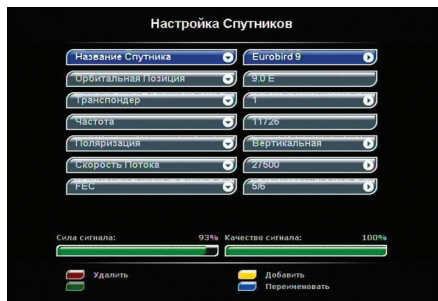 Настройка Спутников
Название Спутника Eurobird 9
Орбитальная Позиция 9.0 E
Транспондер 1
Частота 11726
Поляризация Вертикальная
Скорость Потока 27500
FEC 5/6
Сила сигнала: 93% Качество сигнала: 100%
Удалить Добавить
Переименовать